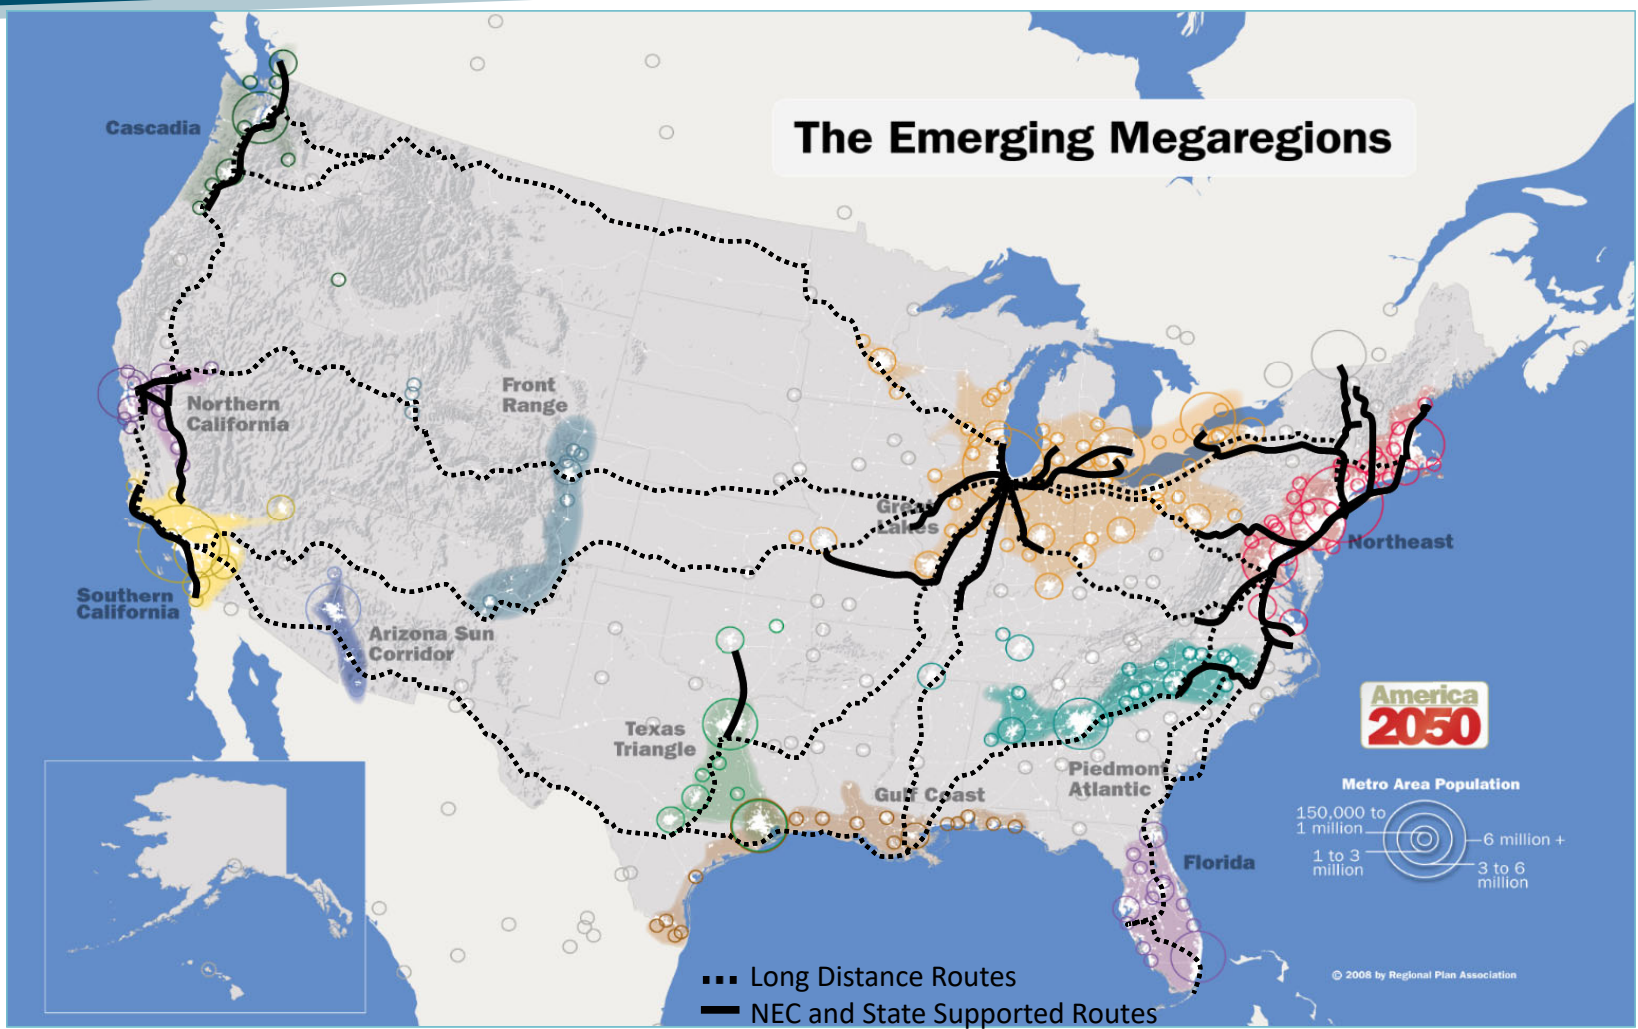 The Emerging Megaregions
Cascadia
Northern
California
Front
Range
Great
Lakes
Northeast
Southern
California
Arizona Sun
Corridor
Texas
Triangle
Gulf Coast
Piedmont
Atlantic
Florida
America
2050
Metro Area Population
150,000 to
1 million
1 to 3
million
6 million +
3 to 6
million
© 2008 by Regional Plan Association
Long Distance Routes
NEC and State Supported Routes